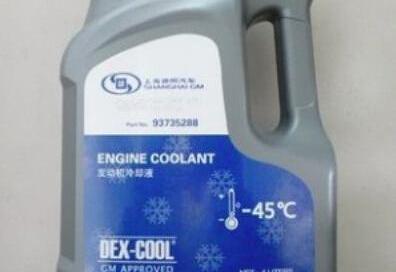 上海通用汽车
SHANGHAI GM
Part No. 93735288
ENGINE COOLANT
发动机冷却液
-45℃
DEX-COOL®
GM APPROVED